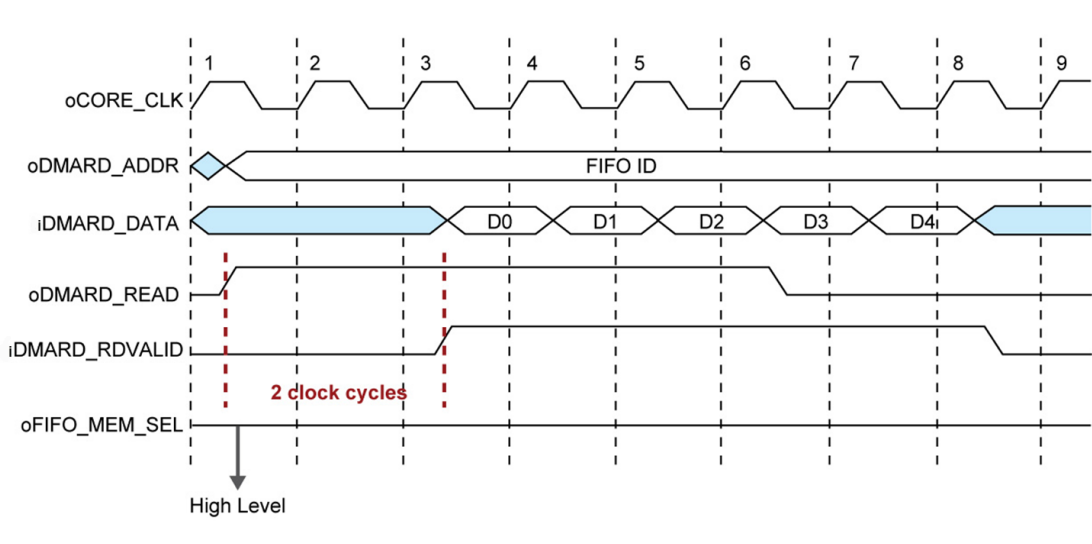 1 2 3 4 5 6 7 8 9
oCORE_CLK
oDMARD_ADDR FIFO ID
iDMARD_DATA D0 D1 D2 D3 D4
oDMARD_READ
iDMARD_RDVALID
2 clock cycles
oFIFO_MEM_SEL
High Level